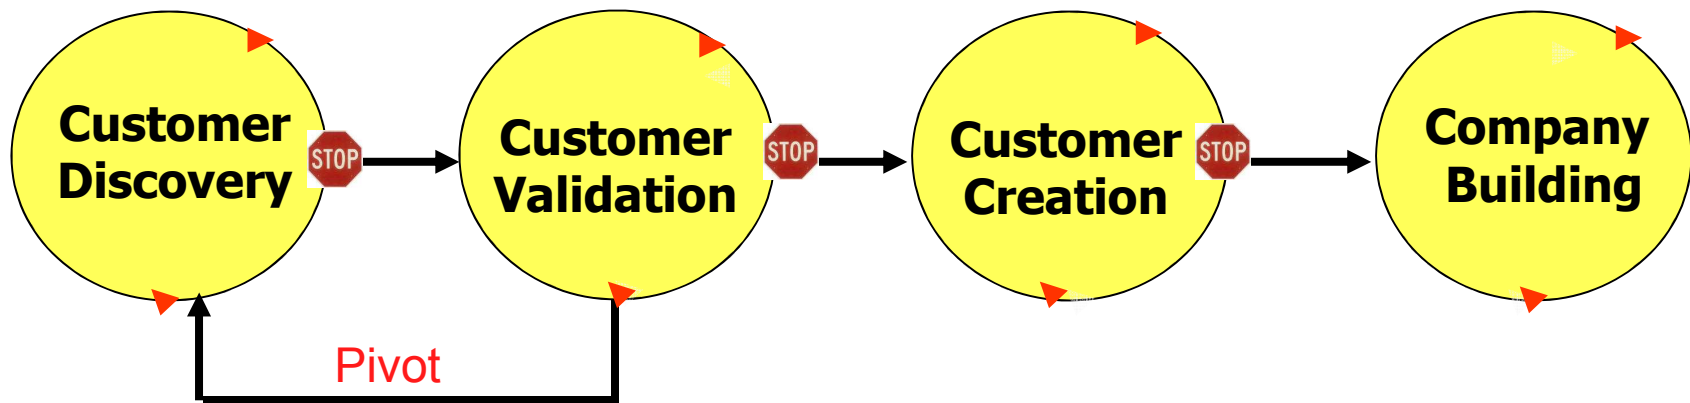 Customer
Discovery
STOP
Customer
Validation
STOP
Customer
Creation
STOP
Company
Building
Pivot